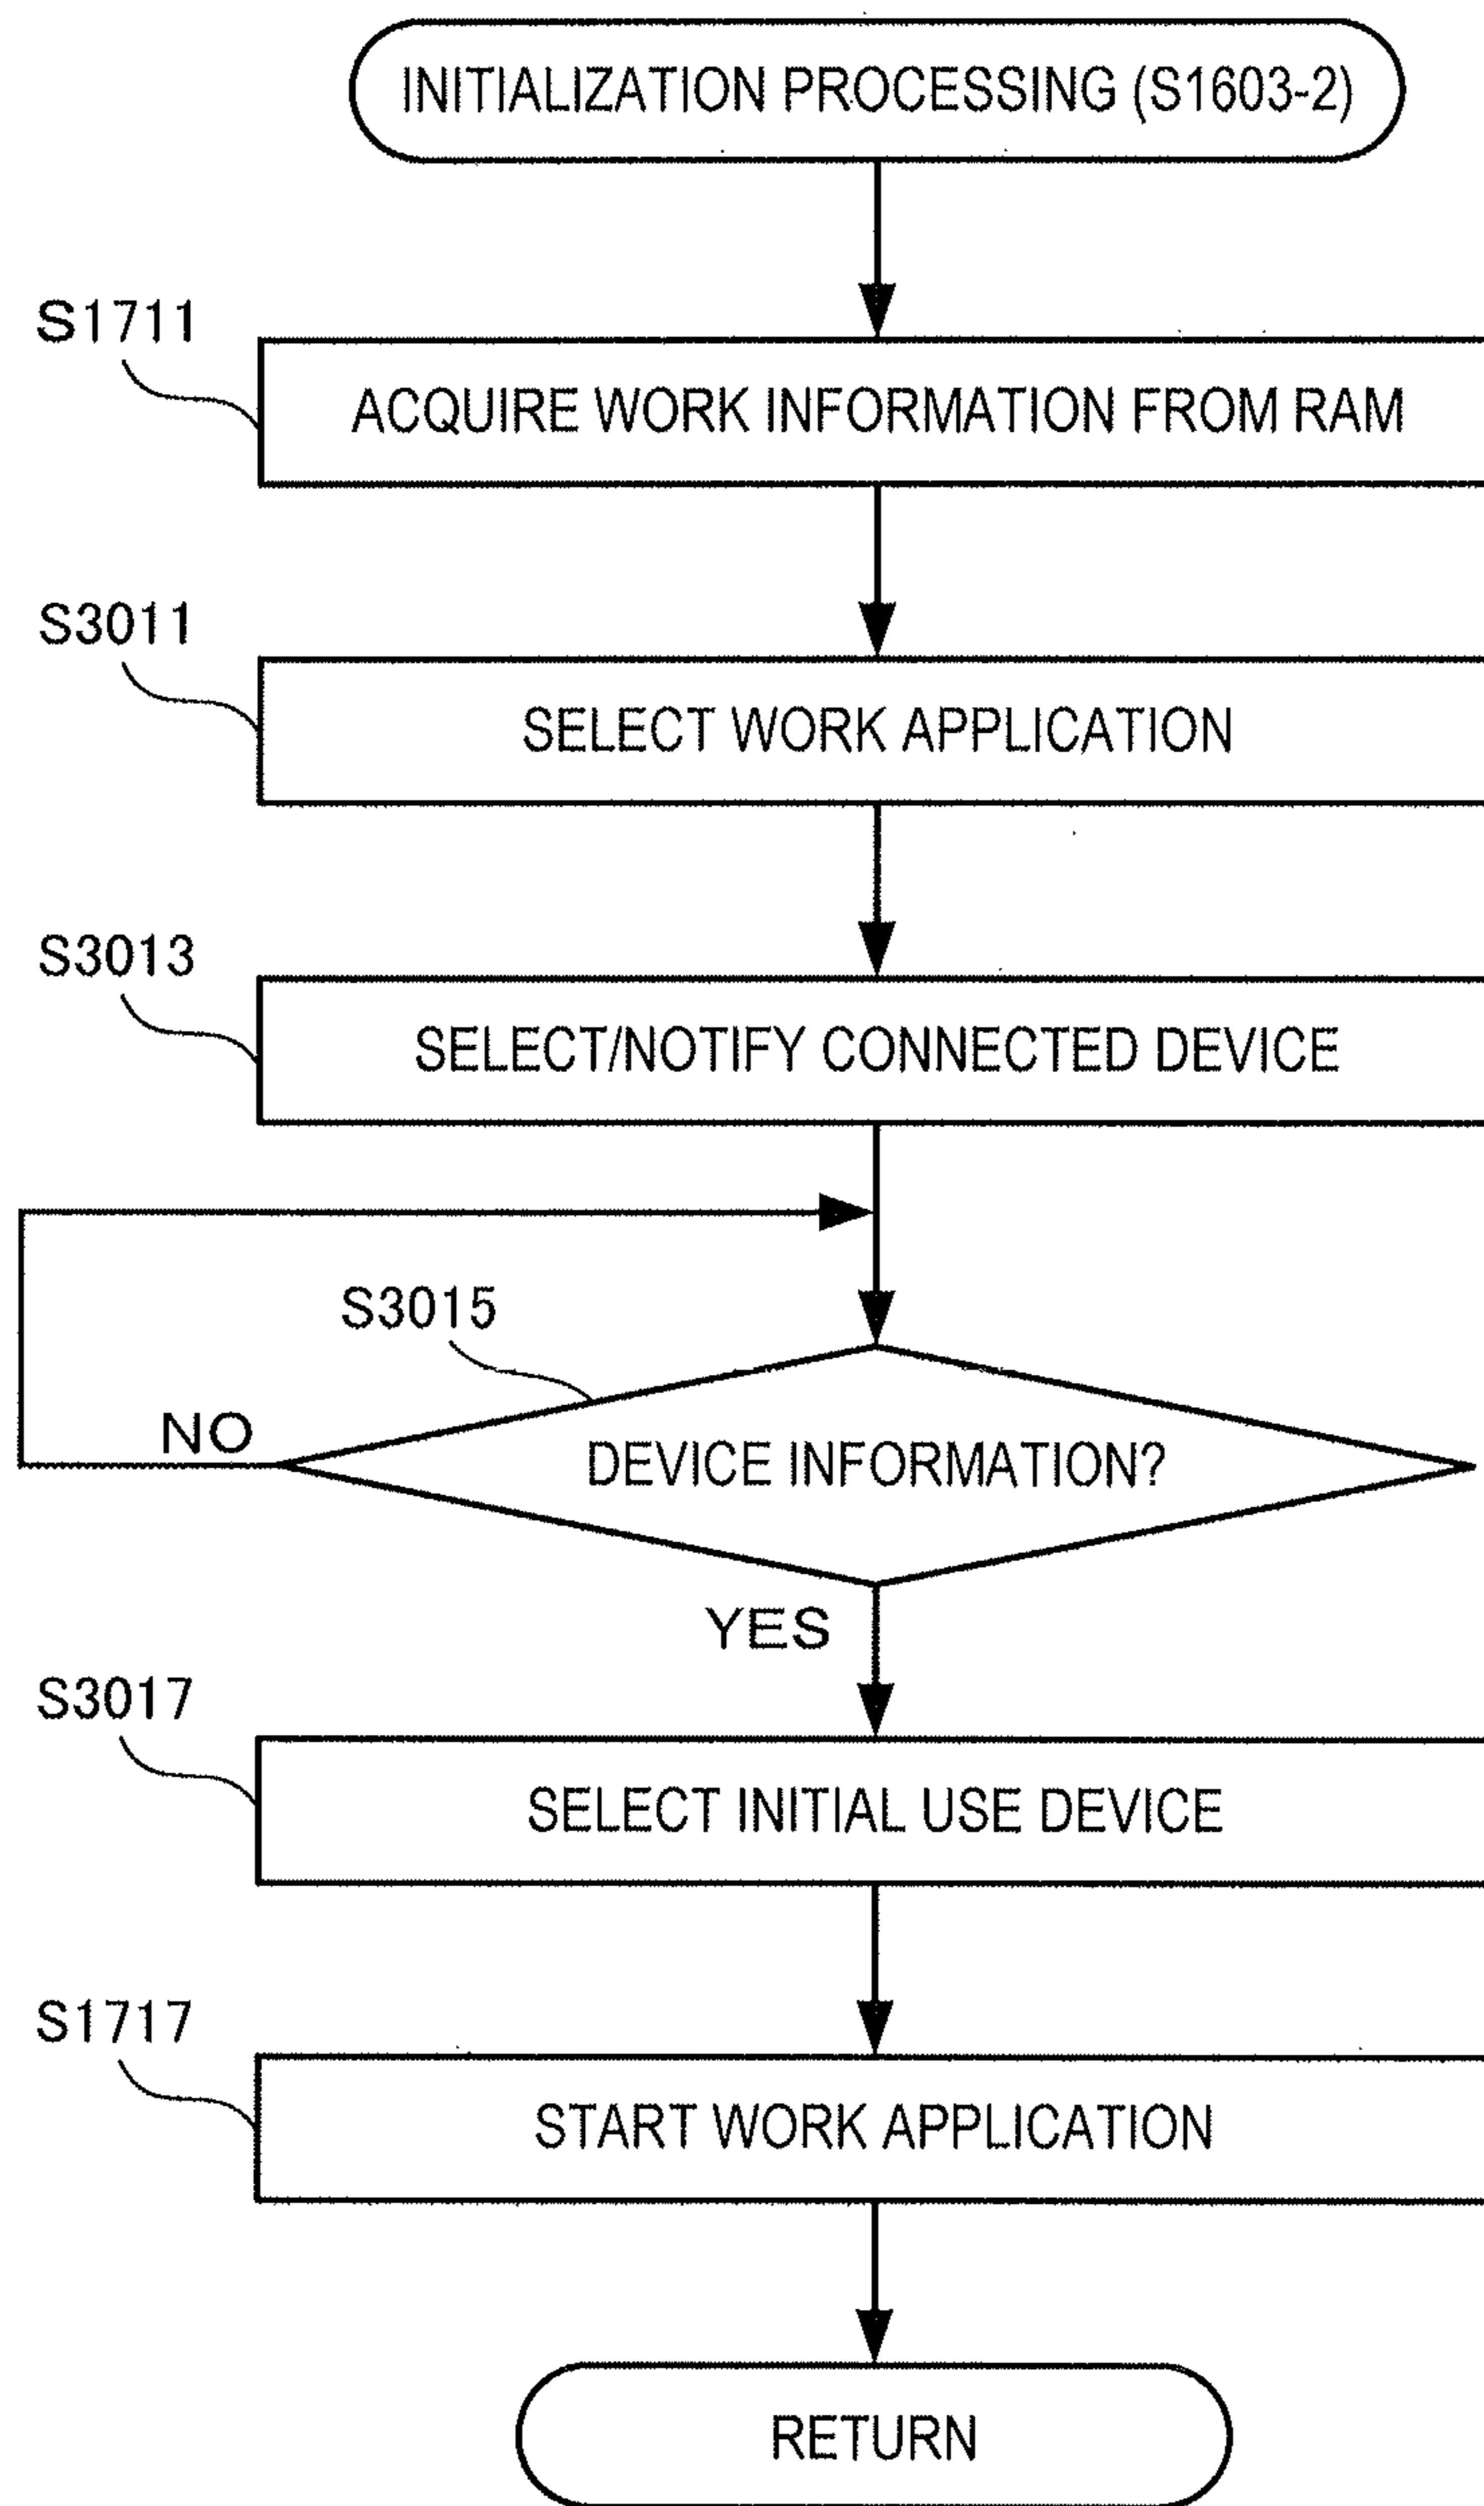 INITIALIZATION PROCESSING (S1603-2)
S1711
ACQUIRE WORK INFORMATION FROM RAM
S3011
SELECT WORK APPLICATION
S3013
SELECT/NOTIFY CONNECTED DEVICE
S3015
NO
DEVICE INFORMATION?
YES
S3017
SELECT INITIAL USE DEVICE
S1717
START WORK APPLICATION
RETURN